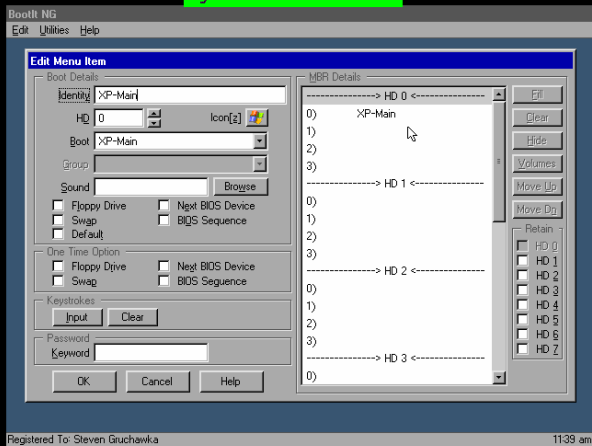 BootIt NG
Edit Utilities Help
Edit Menu Item
Boot Details
Identity XP-Main
HD 0 Icon[z]
Boot XP-Main
Group
Sound Browse
Floppy Drive Next BIOS Device
Swap BIOS Sequence
Default
One Time Option
Floppy Drive Next BIOS Device
Swap BIOS Sequence
Keystrokes
Input Clear
Password
Keyword
OK Cancel Help
MBR Details
----------------> HD 0 <----------------
0) XP-Main
1)
2)
3)
----------------> HD 1 <----------------
0)
1)
2)
3)
----------------> HD 2 <----------------
0)
1)
2)
3)
----------------> HD 3 <----------------
0)
Fill
Clear
Hide
Volumes
Move Up
Move Dn
Retain
HD 0
HD 1
HD 2
HD 3
HD 4
HD 5
HD 6
HD 7
Registered To: Steven Gruchawka 11:39 am